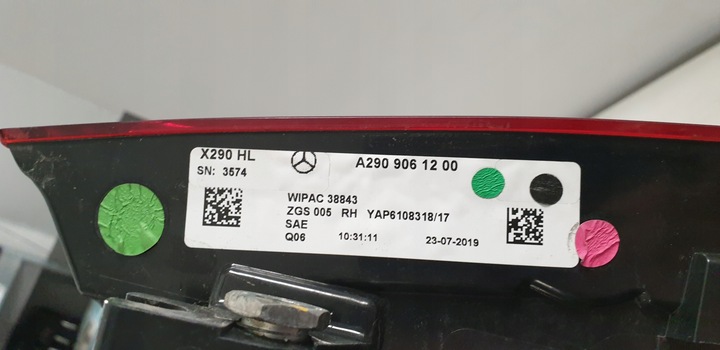 X290 HL A290 906 12 00
SN: 3574
WIPAC 38843
ZGS 005 RH YAP6108318/17
SAE
Q06 10:31:11 23-07-2019